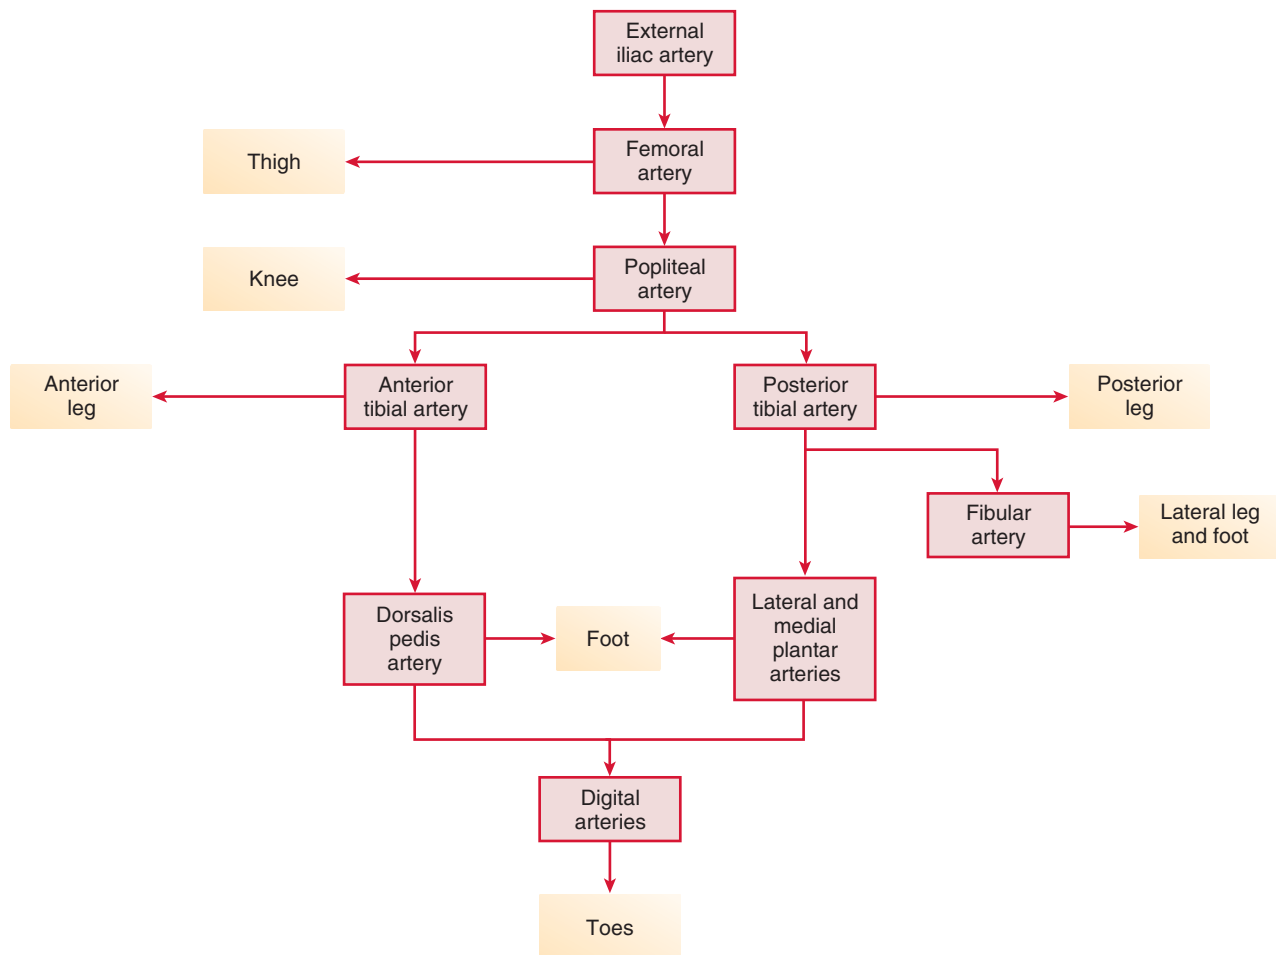 External
iliac artery
Thigh
Femoral
artery
Knee
Popliteal
artery
Anterior
leg
Anterior
tibial artery
Posterior
tibial artery
Posterior
leg
Fibular
artery
Lateral leg
and foot
Dorsalis
pedis
artery
Foot
Lateral and
medial
plantar
arteries
Digital
arteries
Toes